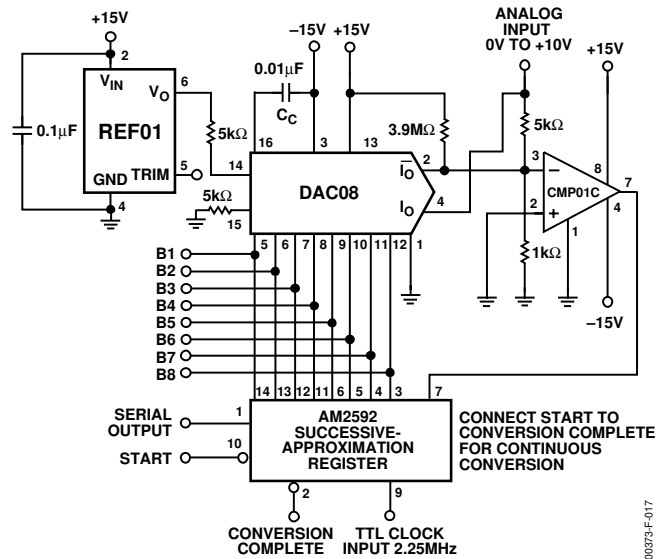 +15V
2
VIN
VO
6
REF01
0.1µF
TRIM
5
GND
4
5kΩ
5kΩ
–15V
+15V
0.01µF
CC
16
3
13
3.9MΩ
14
DAC08
IO
2
IO
4
15
5 6 7 8 9 10 11 12 1
ANALOG
INPUT
0V TO +10V
+15V
5kΩ
3
–
8
7
CMP01C
2
+
4
1
1kΩ
–15V
B1
B2
B3
B4
B5
B6
B7
B8
14 13 12 11 6 5 4 3 7
SERIAL
OUTPUT
1
START
10
AM2592
SUCCESSIVE-
APPROXIMATION
REGISTER
CONNECT START TO
CONVERSION COMPLETE
FOR CONTINUOUS
CONVERSION
2
9
CONVERSION
COMPLETE
TTL CLOCK
INPUT 2.25MHz
00373-F-017